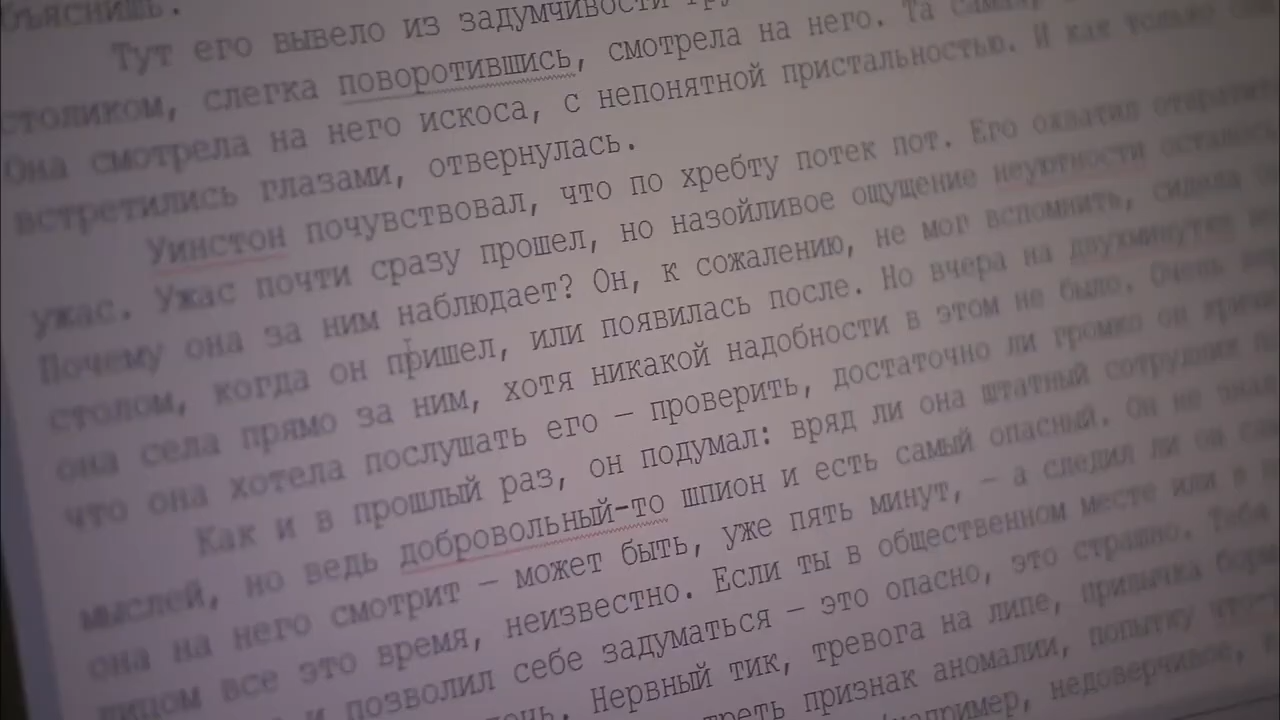 объяснишь.
Тут его вывело из задумчивости
столиком, слегка поворотившись, смотрела на него. Та
Она смотрела на него искоса, с непонятной пристальностью. И как только
встретились глазами, отвернулась.
Уинстон почувствовал, что по хребту потек пот. Его охватил
ужас. Ужас почти сразу прошел, но назойливое ощущение неуютности
Почему она за ним наблюдает? Он, к сожалению, не мог вспомнить, сидела
столом, когда он пришел, или появилась после. Но вчера на двухминутке
она села прямо за ним, хотя никакой надобности в этом не было. Очень
что она хотела послушать его – проверить, достаточно ли громко он
Как и в прошлый раз, он подумал: вряд ли она штатный сотрудник
мыслей, но ведь добровольный-то шпион и есть самый опасный. Он не
она на него смотрит – может быть, уже пять минут, – а следил ли он
лицом все это время, неизвестно. Если ты в общественном месте или в
и позволил себе задуматься – это опасно, это страшно. Тебя
Нервный тик, тревога на лице, привычка
признак аномалии, попытку
недоверчивое,